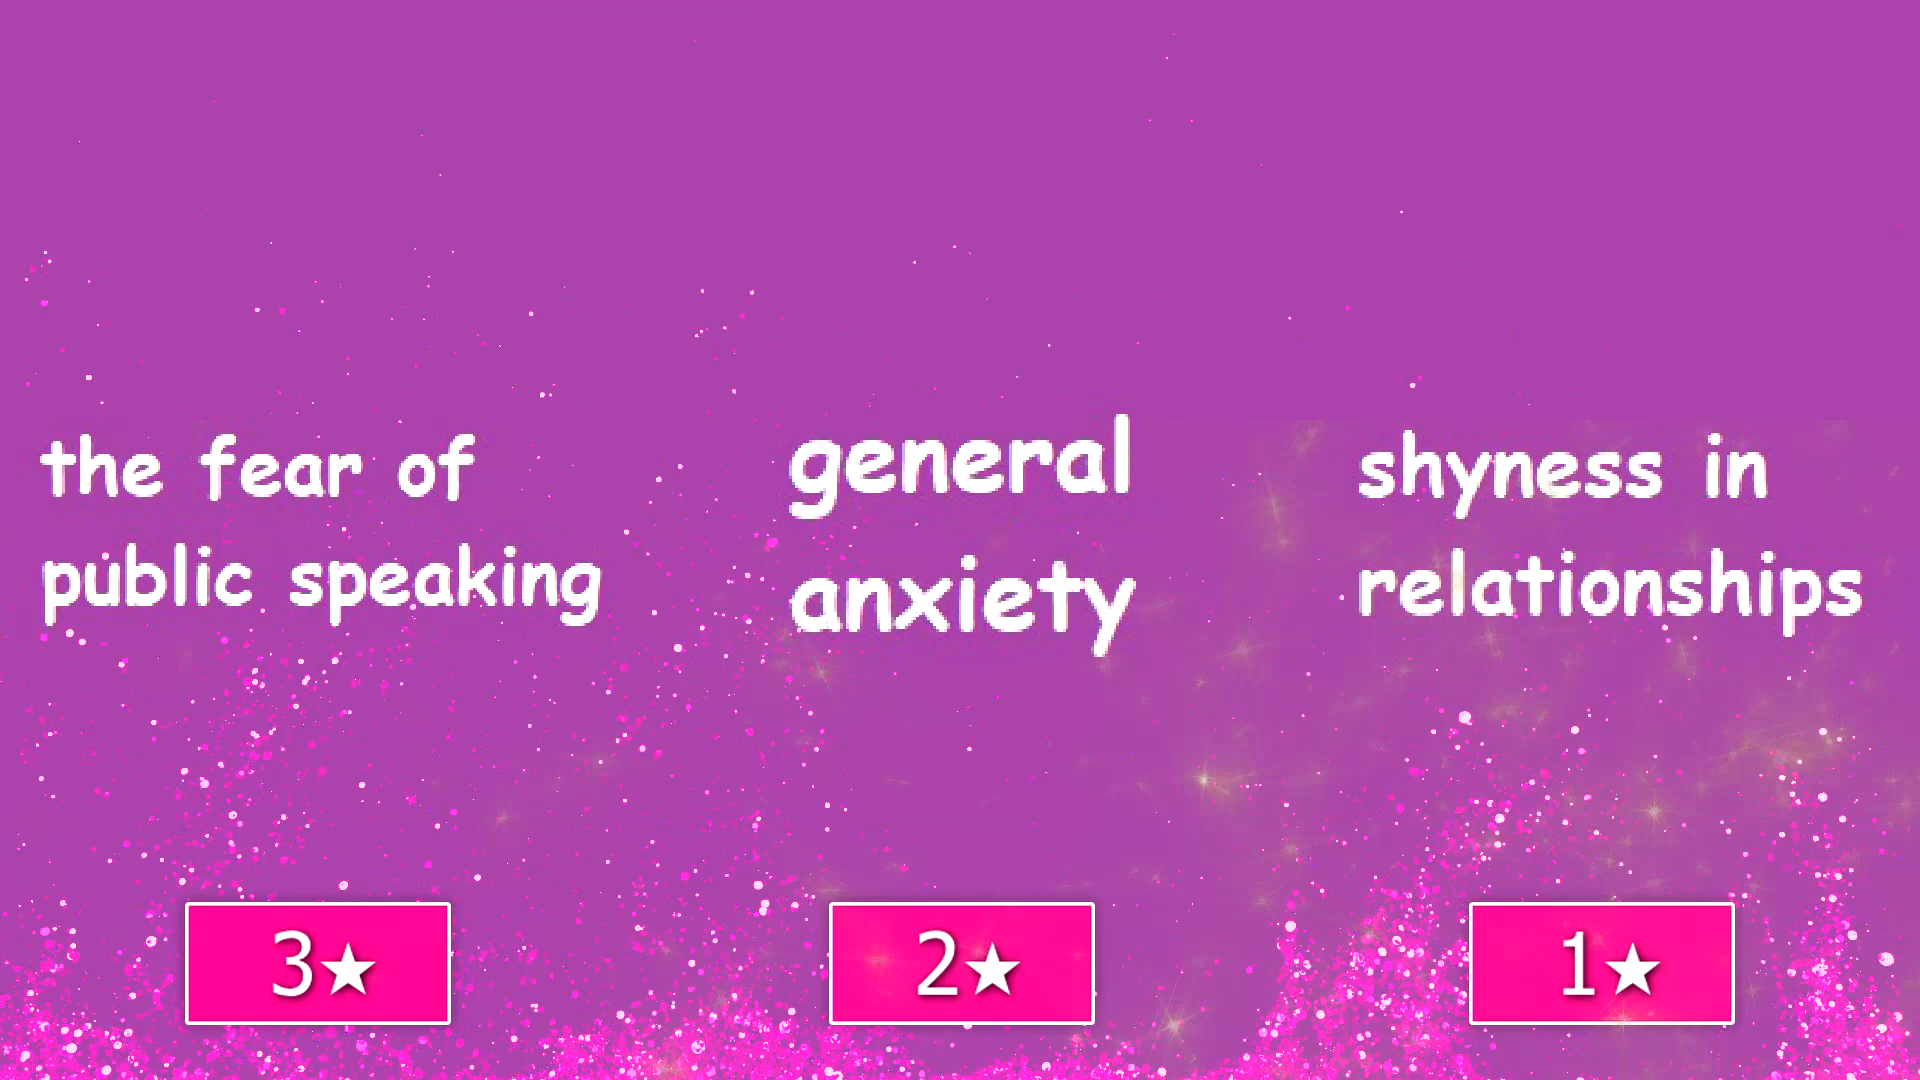 the fear of
public speaking
general
anxiety
shyness in
relationships
3★
2★
1★